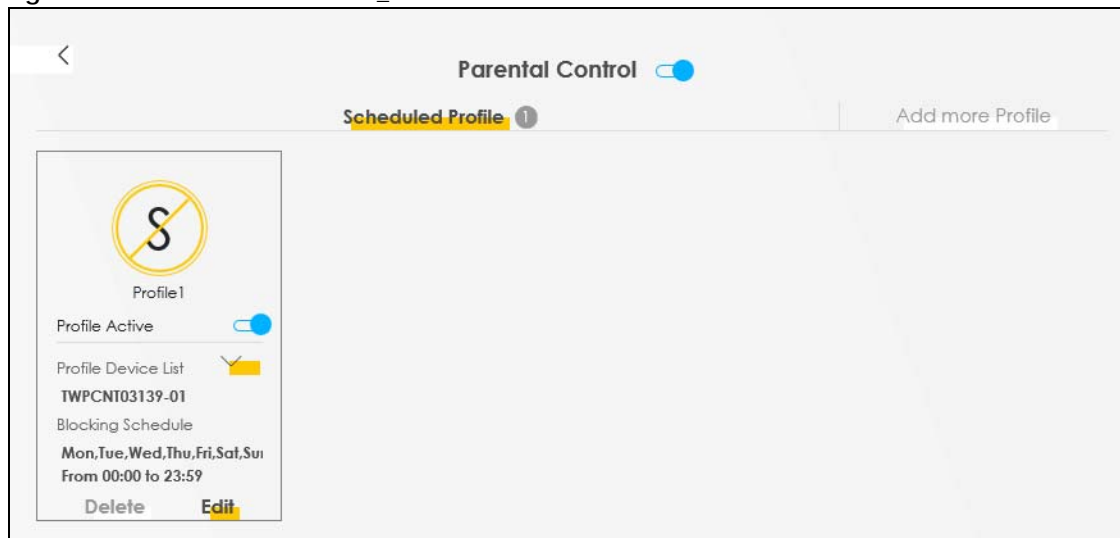 Parental Control
Scheduled Profile 1
Add more Profile
S
Profile1
Profile Active
Profile Device List
TWPCNT03139-01
Blocking Schedule
Mon,Tue,Wed,Thu,Fri,Sat,Sun
From 00:00 to 23:59
Delete Edit